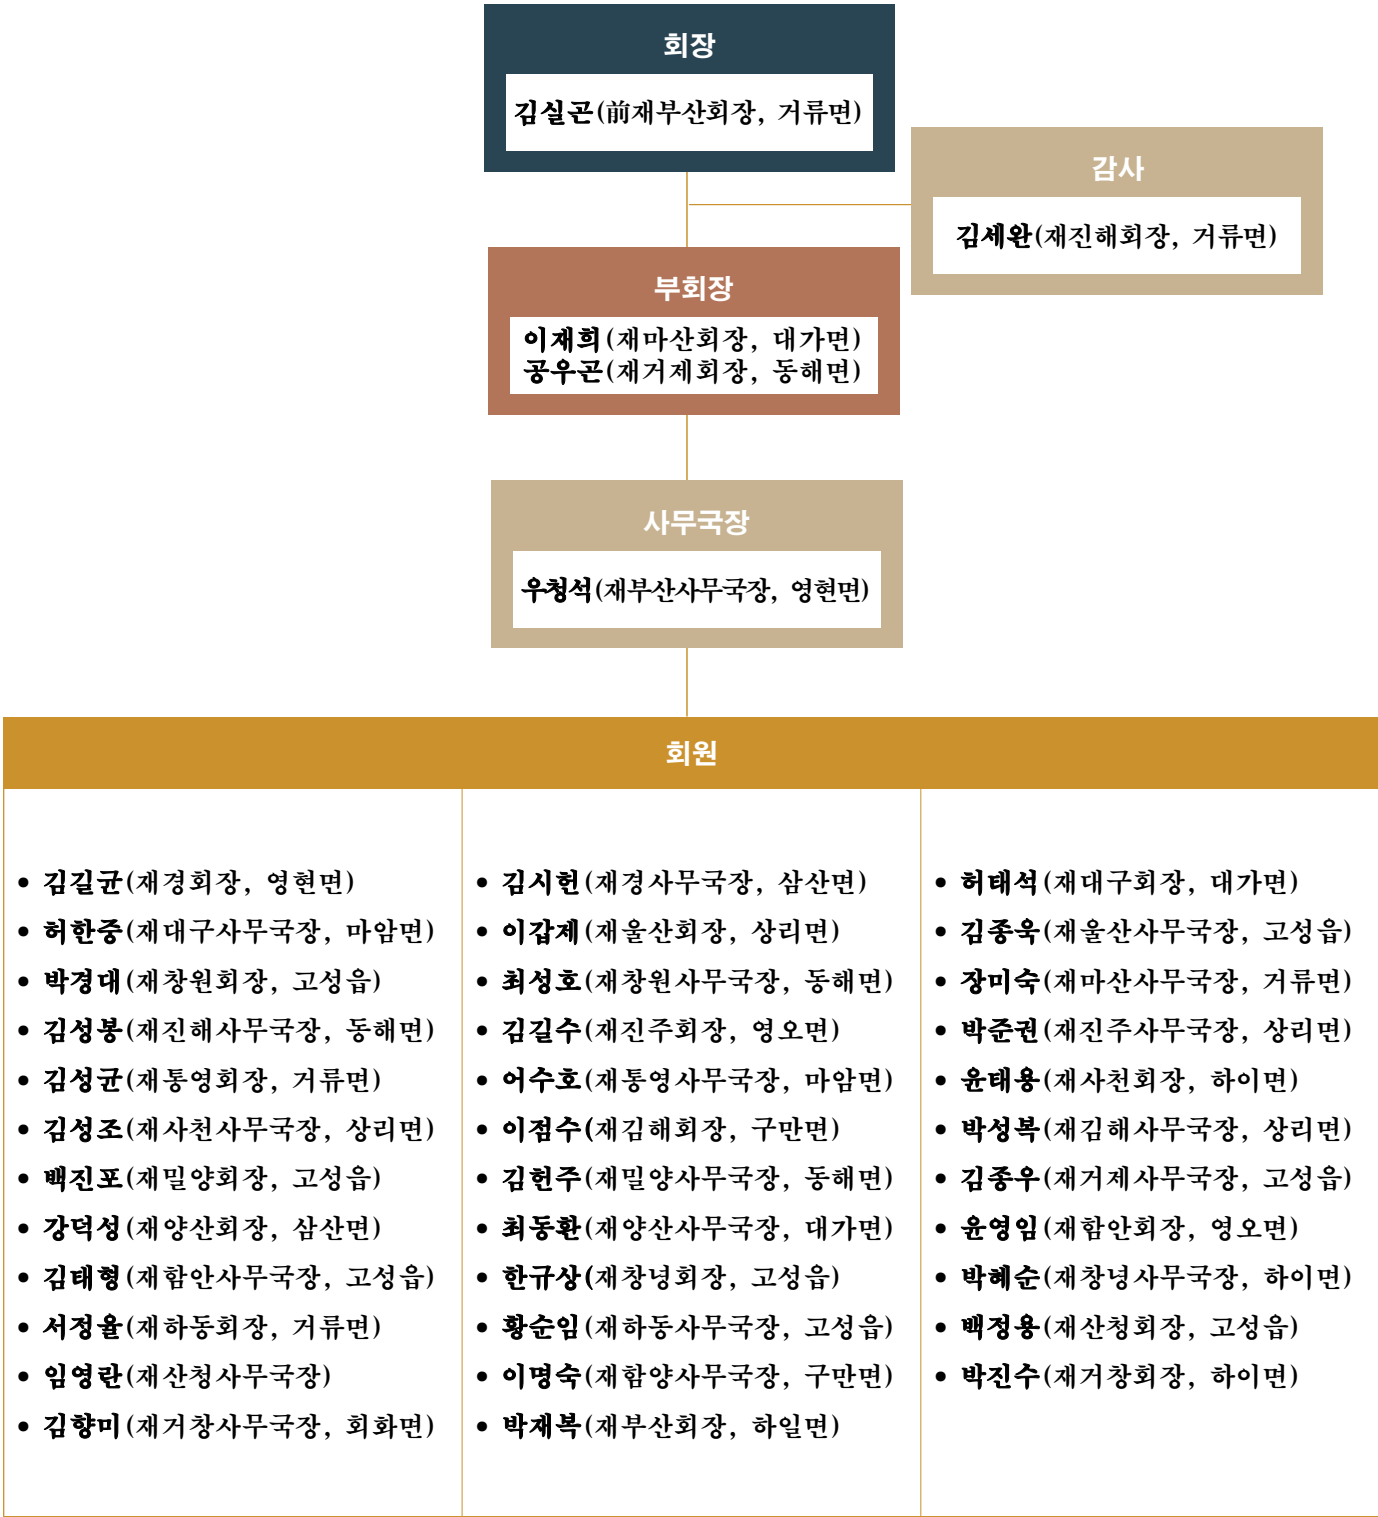 회장
김실곤(前재부산회장, 거류면)
감사
김세완(재진해회장, 거류면)
부회장
이재희(재마산회장, 대가면)
공우곤(재거제회장, 동해면)
사무국장
우청석(재부산사무국장, 영현면)
회원
• 김길균(재경회장, 영현면)
• 허한중(재대구사무국장, 마암면)
• 박경대(재창원회장, 고성읍)
• 김성봉(재진해사무국장, 동해면)
• 김성균(재통영회장, 거류면)
• 김성조(재사천사무국장, 상리면)
• 백진포(재밀양회장, 고성읍)
• 강덕성(재양산회장, 삼산면)
• 김태형(재함안사무국장, 고성읍)
• 서정율(재하동회장, 거류면)
• 임영란(재산청사무국장)
• 김향미(재거창사무국장, 회화면)
• 김시헌(재경사무국장, 삼산면)
• 이갑제(재울산회장, 상리면)
• 최성호(재창원사무국장, 동해면)
• 김길수(재진주회장, 영오면)
• 어수호(재통영사무국장, 마암면)
• 이점수(재김해회장, 구만면)
• 김헌주(재밀양사무국장, 동해면)
• 최동환(재양산사무국장, 대가면)
• 한규상(재창녕회장, 고성읍)
• 황순임(재하동사무국장, 고성읍)
• 이명숙(재함양사무국장, 구만면)
• 박재복(재부산회장, 하일면)
• 허태석(재대구회장, 대가면)
• 김종욱(재울산사무국장, 고성읍)
• 장미숙(재마산사무국장, 거류면)
• 박준권(재진주사무국장, 상리면)
• 윤태용(재사천회장, 하이면)
• 박성복(재김해사무국장, 상리면)
• 김종우(재거제사무국장, 고성읍)
• 윤영임(재함안회장, 영오면)
• 박혜순(재창녕사무국장, 하이면)
• 백정용(재산청회장, 고성읍)
• 박진수(재거창회장, 하이면)